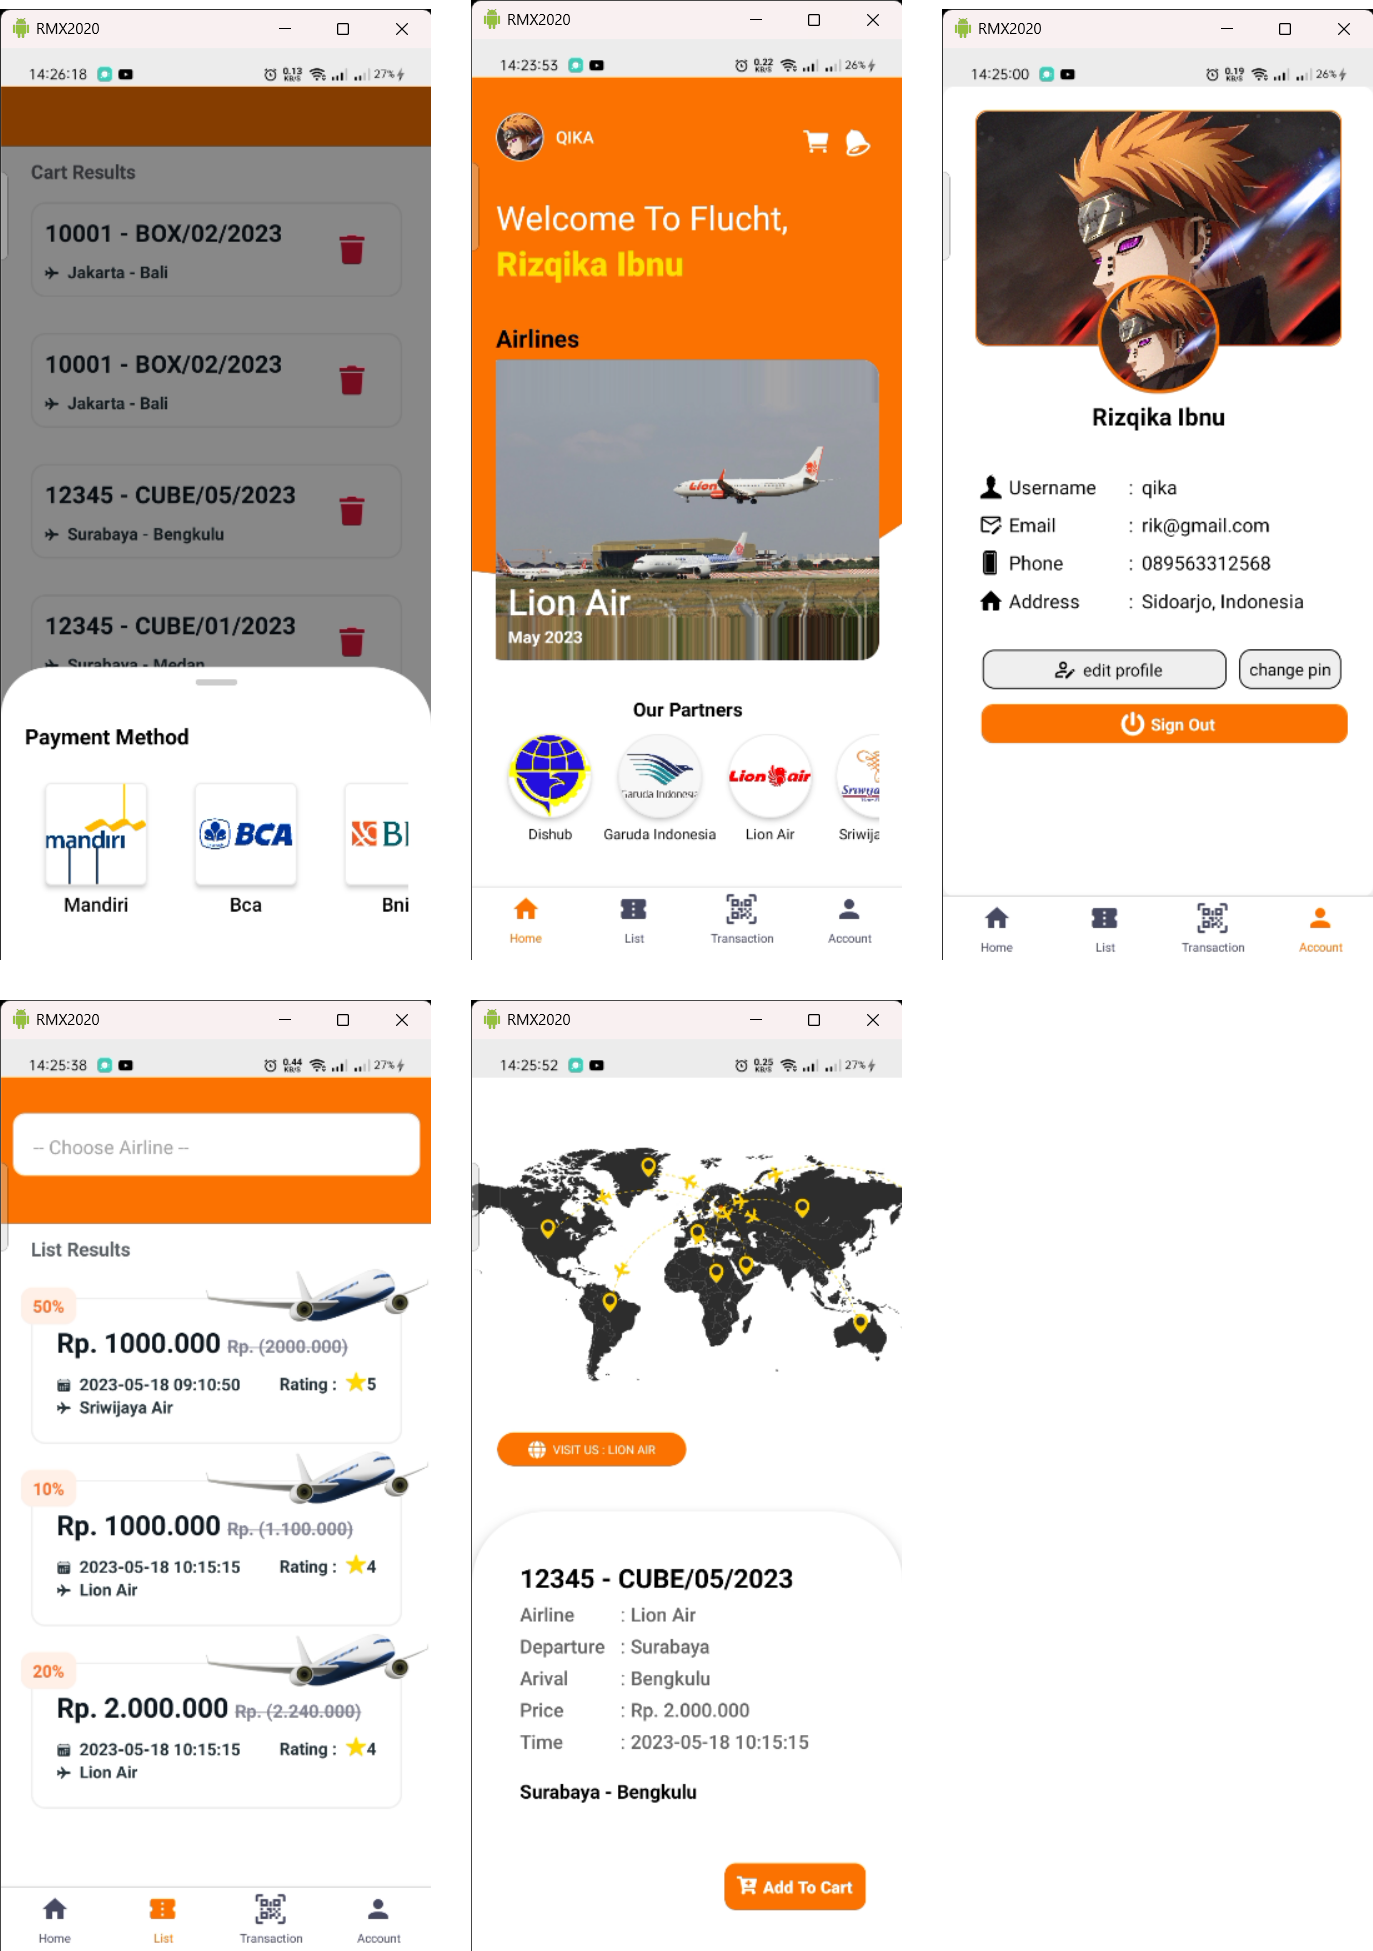 RMX2020
14:26:18
0.13
KB/S
27%
Cart Results
10001 - BOX/02/2023
Jakarta - Bali
10001 - BOX/02/2023
Jakarta - Bali
12345 - CUBE/05/2023
Surabaya - Bengkulu
12345 - CUBE/01/2023
Surabaya - Medan
Payment Method
mandiri
BCA
Mandiri
Bca
Bni
RMX2020
14:23:53
0.22
KB/S
26%
QIKA
Welcome To Flucht,
Rizqika Ibnu
Airlines
Lion
Lion Air
May 2023
Our Partners
Garuda Indonesia
Lion air
Dishub
Garuda Indonesia
Lion Air
Sriwija
Home
List
Transaction
Account
RMX2020
14:25:00
0.19
KB/S
26%
Rizqika Ibnu
Username : qika
Email : rik@gmail.com
Phone : 089563312568
Address : Sidoarjo, Indonesia
edit profile
change pin
Sign Out
Home
List
Transaction
Account
RMX2020
14:25:38
0.44
KB/S
27%
-- Choose Airline --
List Results
50%
Rp. 1000.000 Rp. (2000.000)
2023-05-18 09:10:50 Rating : 5
Sriwijaya Air
10%
Rp. 1000.000 Rp. (1.100.000)
2023-05-18 10:15:15 Rating : 4
Lion Air
20%
Rp. 2.000.000 Rp. (2.240.000)
2023-05-18 10:15:15 Rating : 4
Lion Air
Home
List
Transaction
Account
RMX2020
14:25:52
0.25
KB/S
27%
VISIT US : LION AIR
12345 - CUBE/05/2023
Airline : Lion Air
Departure : Surabaya
Arival : Bengkulu
Price : Rp. 2.000.000
Time : 2023-05-18 10:15:15
Surabaya - Bengkulu
Add To Cart